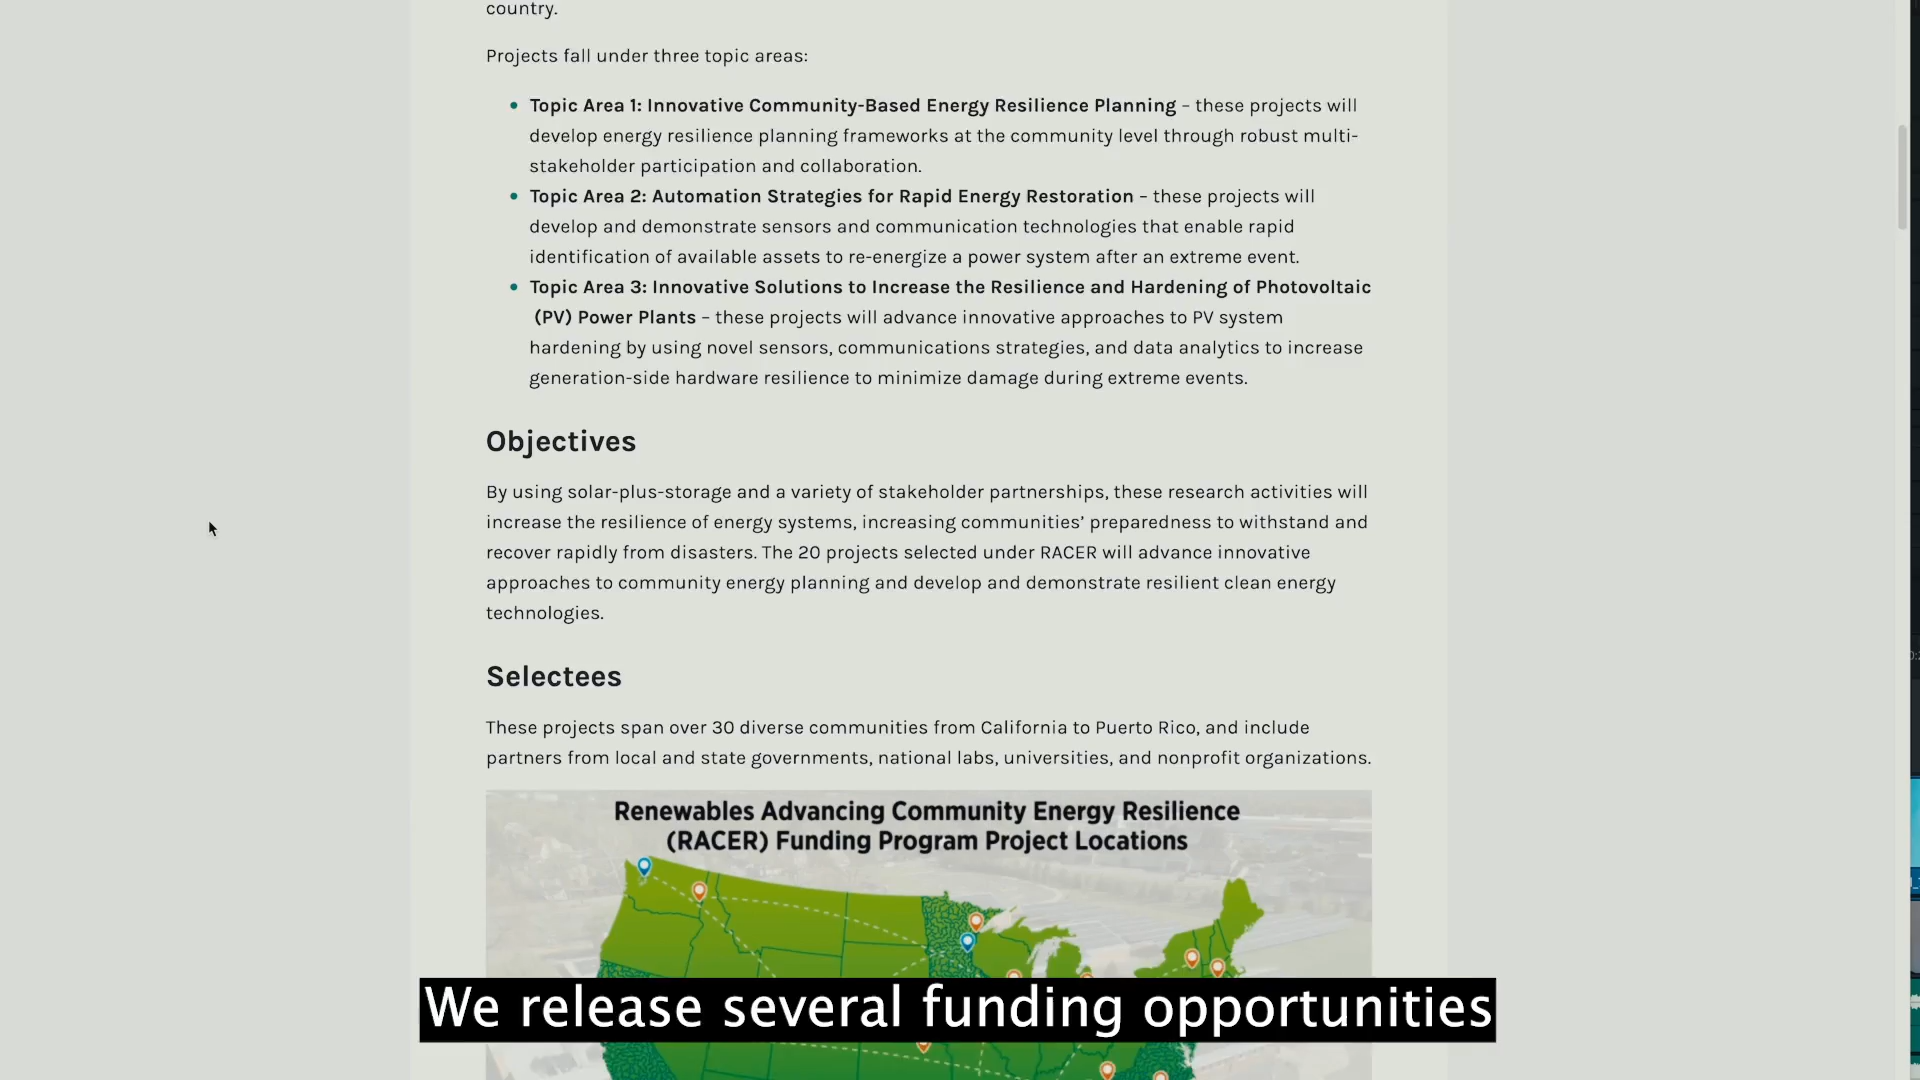 country.
Projects fall under three topic areas:
Topic Area 1: Innovative Community-Based Energy Resilience Planning – these projects will
develop energy resilience planning frameworks at the community level through robust multi-
stakeholder participation and collaboration.
Topic Area 2: Automation Strategies for Rapid Energy Restoration – these projects will
develop and demonstrate sensors and communication technologies that enable rapid
identification of available assets to re-energize a power system after an extreme event.
Topic Area 3: Innovative Solutions to Increase the Resilience and Hardening of Photovoltaic
(PV) Power Plants – these projects will advance innovative approaches to PV system
hardening by using novel sensors, communications strategies, and data analytics to increase
generation-side hardware resilience to minimize damage during extreme events.
Objectives
By using solar-plus-storage and a variety of stakeholder partnerships, these research activities will
increase the resilience of energy systems, increasing communities’ preparedness to withstand and
recover rapidly from disasters. The 20 projects selected under RACER will advance innovative
approaches to community energy planning and develop and demonstrate resilient clean energy
technologies.
Selectees
These projects span over 30 diverse communities from California to Puerto Rico, and include
partners from local and state governments, national labs, universities, and nonprofit organizations.
Renewables Advancing Community Energy Resilience
(RACER) Funding Program Project Locations
We release several funding opportunities